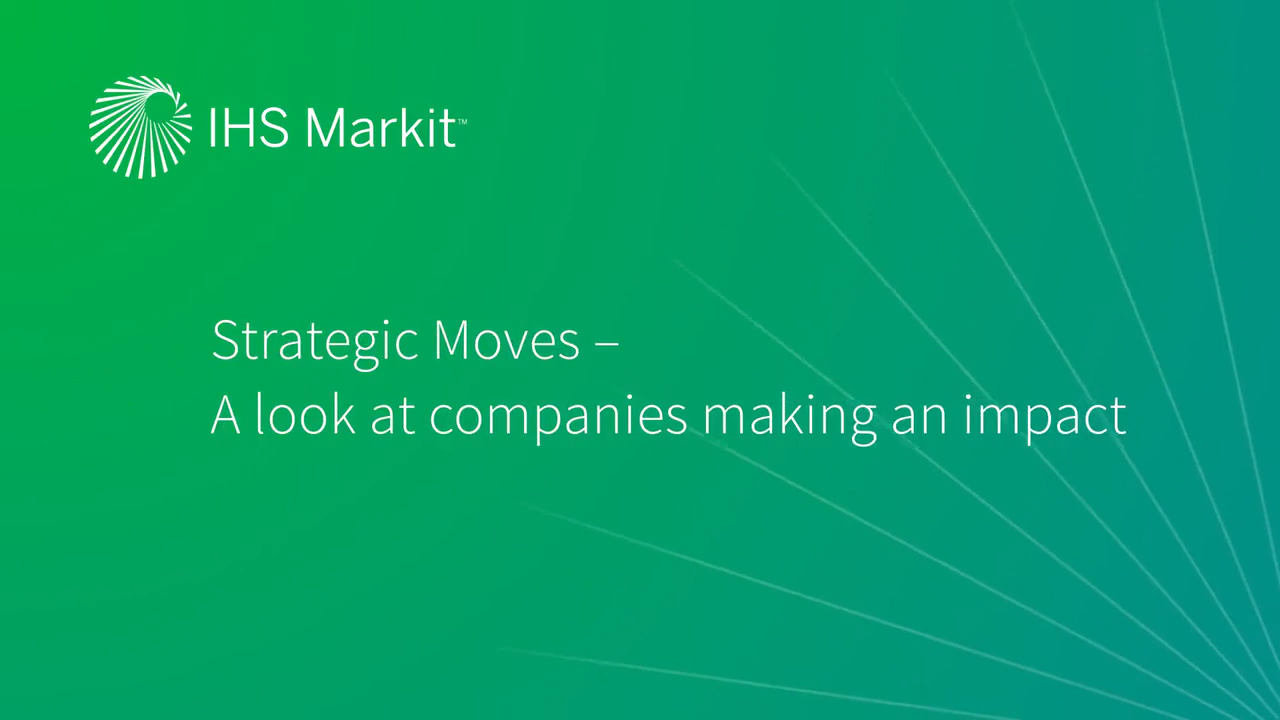 IHS Markit™
Strategic Moves –
A look at companies making an impact